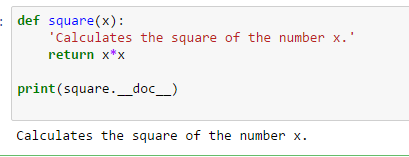 def square(x):
    'Calculates the square of the number x.'
    return x*x
print(square.__doc__)
Calculates the square of the number x.